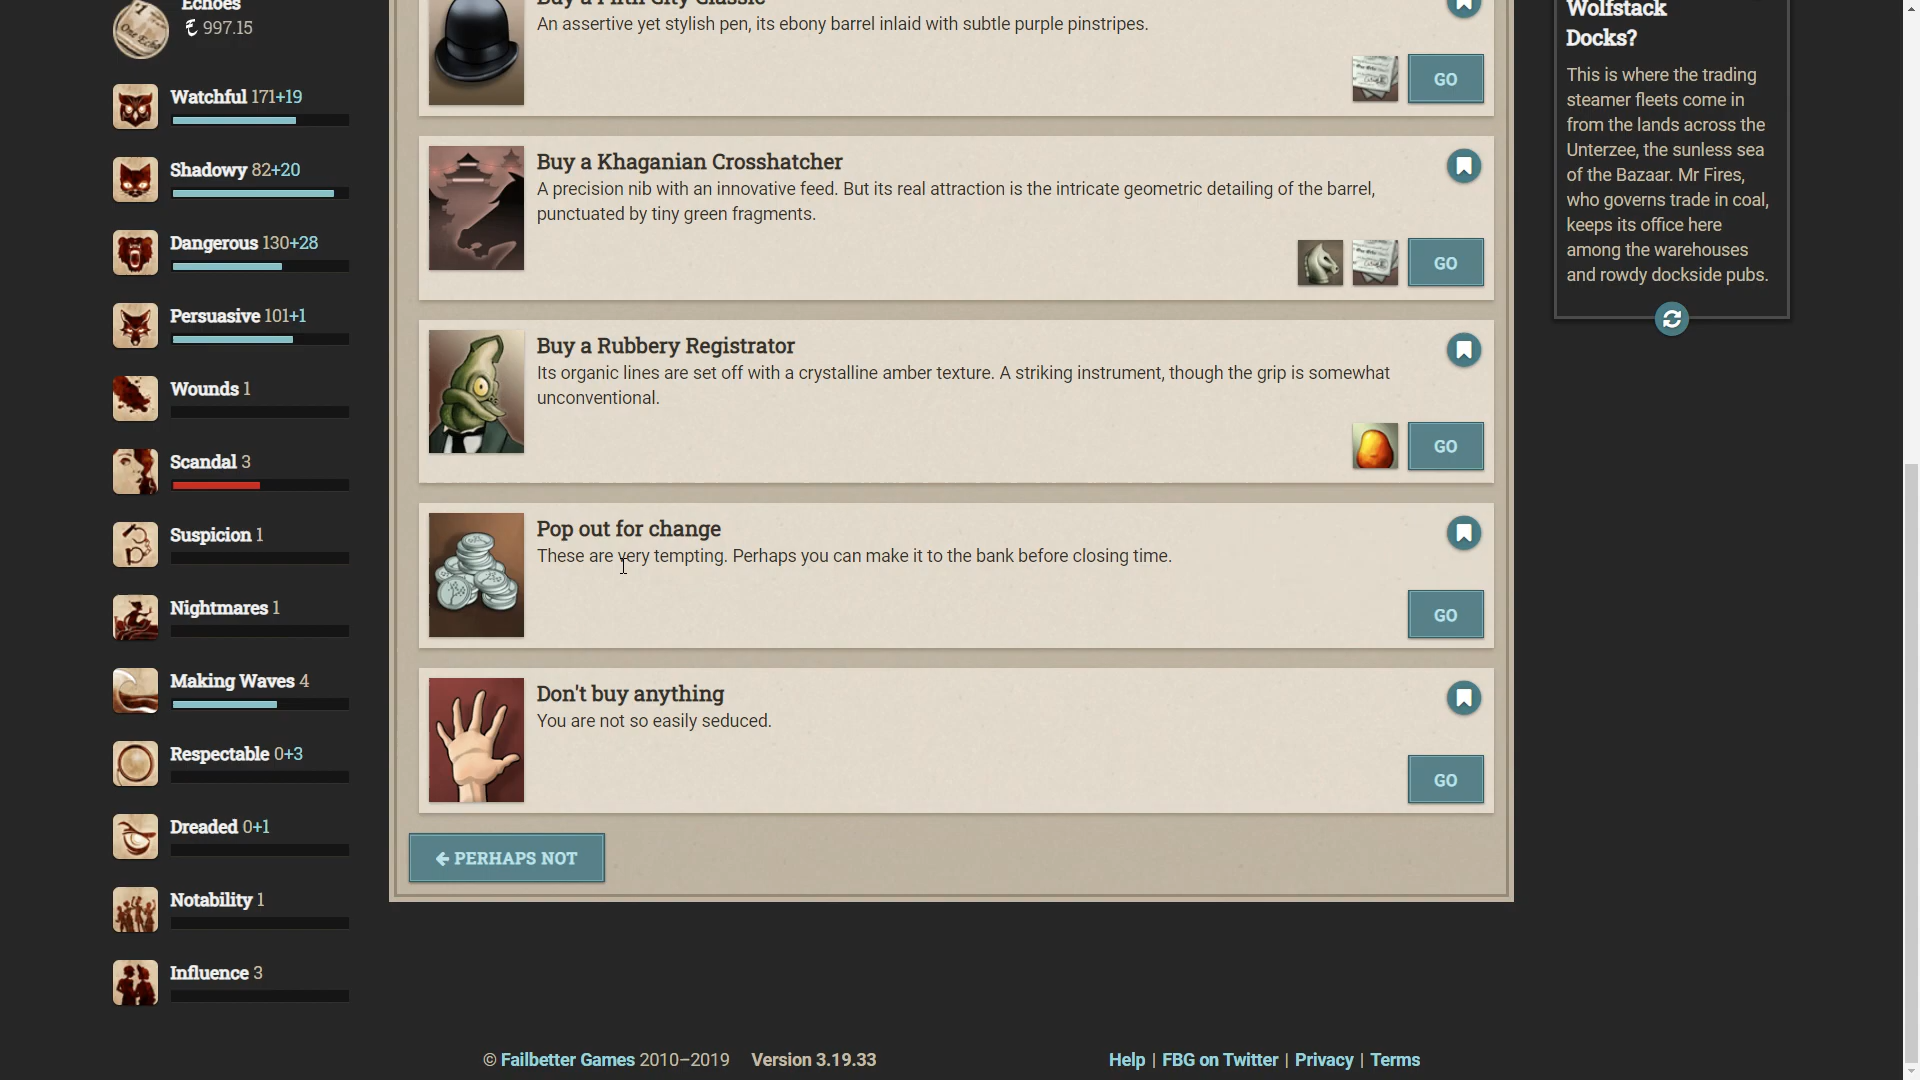 Echoes
997.15
Watchful 171+19
Shadowy 82+20
Dangerous 130+28
Persuasive 101+1
Wounds 1
Scandal 3
Suspicion 1
Nightmares 1
Making Waves 4
Respectable 0+3
Dreaded 0+1
Notability 1
Influence 3
Buy a Fifth City Classic
An assertive yet stylish pen, its ebony barrel inlaid with subtle purple pinstripes.
GO
Buy a Khaganian Crosshatcher
A precision nib with an innovative feed. But its real attraction is the intricate geometric detailing of the barrel,
punctuated by tiny green fragments.
GO
Buy a Rubbery Registrator
Its organic lines are set off with a crystalline amber texture. A striking instrument, though the grip is somewhat
unconventional.
GO
Pop out for change
These are very tempting. Perhaps you can make it to the bank before closing time.
GO
Don't buy anything
You are not so easily seduced.
GO
PERHAPS NOT
Wolfstack
Docks?
This is where the trading
steamer fleets come in
from the lands across the
Unterzee, the sunless sea
of the Bazaar. Mr Fires,
who governs trade in coal,
keeps its office here
among the warehouses
and rowdy dockside pubs.
© Failbetter Games 2010–2019 Version 3.19.33
Help | FBG on Twitter | Privacy | Terms